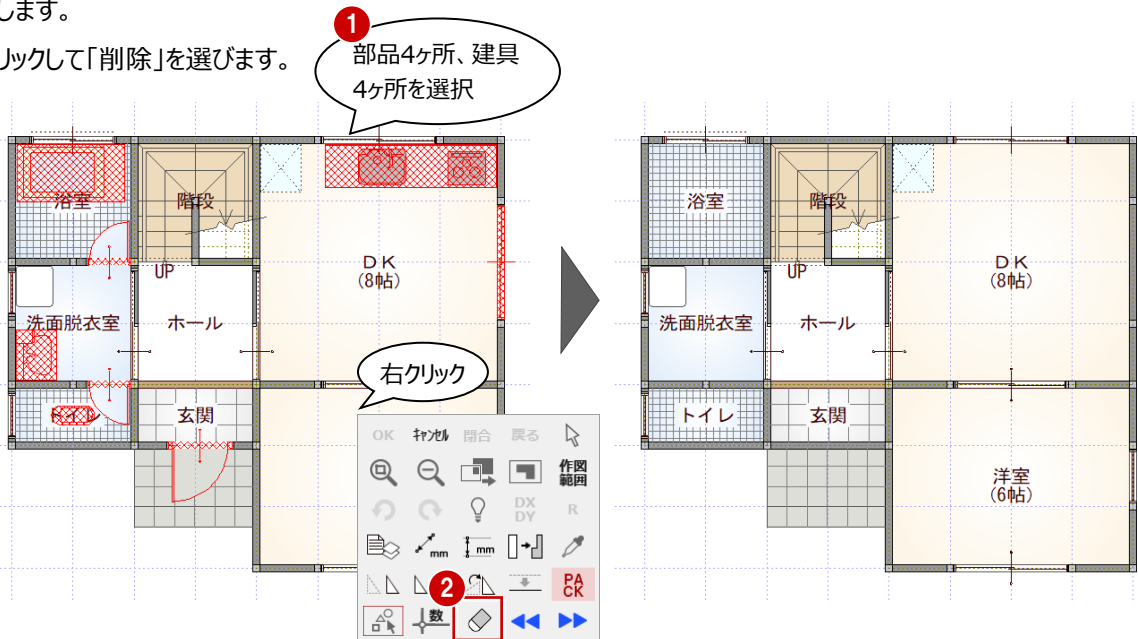 します。
リックして「削除」を選びます。
1
部品4ヶ所、建具
4ヶ所を選択
浴室
階段
DK
(8帖)
UP
洗面脱衣室
ホール
トイレ
玄関
右クリック
OK キャンセル 閉合 戻る
作図
範囲
DX
DY
R
mm
mm
PA
CK
2
数
浴室
階段
DK
(8帖)
UP
洗面脱衣室
ホール
トイレ
玄関
洋室
(6帖)